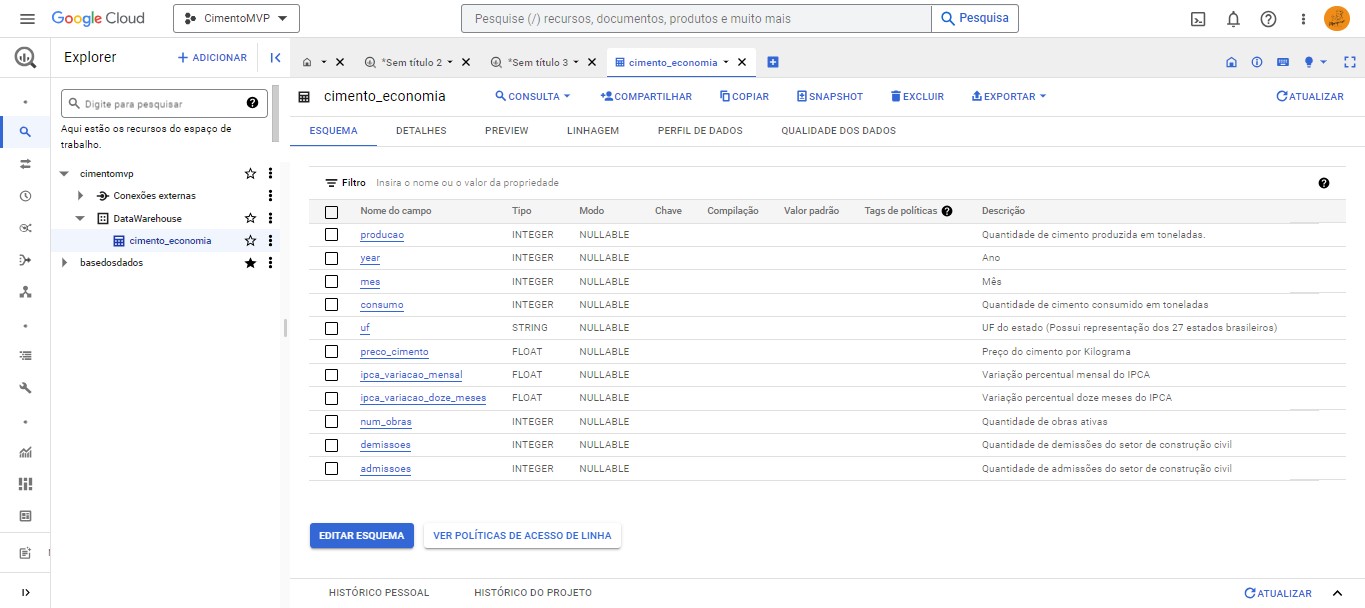 Google Cloud
CimentoMVP
Pesquise (/) recursos, documentos, produtos e muito mais
Pesquisa
Explorer
ADICIONAR
*Sem título 2
*Sem título 3
cimento_economia
Digite para pesquisar
Aqui estão os recursos do espaço de
trabalho.
cimentomvp
Conexões externas
DataWarehouse
cimento_economia
basedosdados
cimento_economia
CONSULTA
COMPARTILHAR
COPIAR
SNAPSHOT
EXCLUIR
EXPORTAR
ATUALIZAR
ESQUEMA DETALHES PREVIEW LINHAGEM PERFIL DE DADOS QUALIDADE DOS DADOS
Filtro Insira o nome ou o valor da propriedade
Nome do campo Tipo Modo Chave Compilação Valor padrão Tags de políticas Descrição
producao INTEGER NULLABLE Quantidade de cimento produzida em toneladas.
year INTEGER NULLABLE Ano
mes INTEGER NULLABLE Mês
consumo INTEGER NULLABLE Quantidade de cimento consumido em toneladas
uf STRING NULLABLE UF do estado (Possui representação dos 27 estados brasileiros)
preco_cimento FLOAT NULLABLE Preço do cimento por Kilograma
ipca_variacao_mensal FLOAT NULLABLE Variação percentual mensal do IPCA
ipca_variacao_doze_meses FLOAT NULLABLE Variação percentual doze meses do IPCA
num_obras INTEGER NULLABLE Quantidade de obras ativas
demissoes INTEGER NULLABLE Quantidade de demissões do setor de construção civil
admissoes INTEGER NULLABLE Quantidade de admissões do setor de construção civil
EDITAR ESQUEMA VER POLÍTICAS DE ACESSO DE LINHA
HISTÓRICO PESSOAL HISTÓRICO DO PROJETO ATUALIZAR